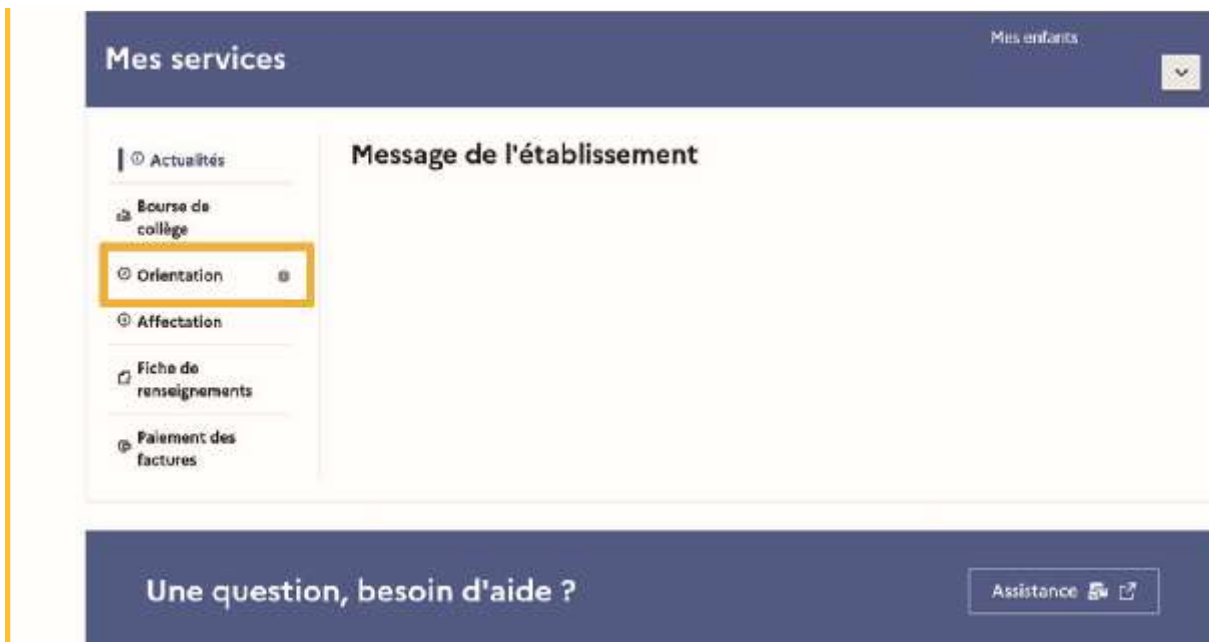 Mes services
Mes enfants
Actualités
Message de l'établissement
Bourse de
collège
Orientation
Affectation
Fiche de
renseignements
Paiement des
factures
Une question, besoin d'aide ?
Assistance